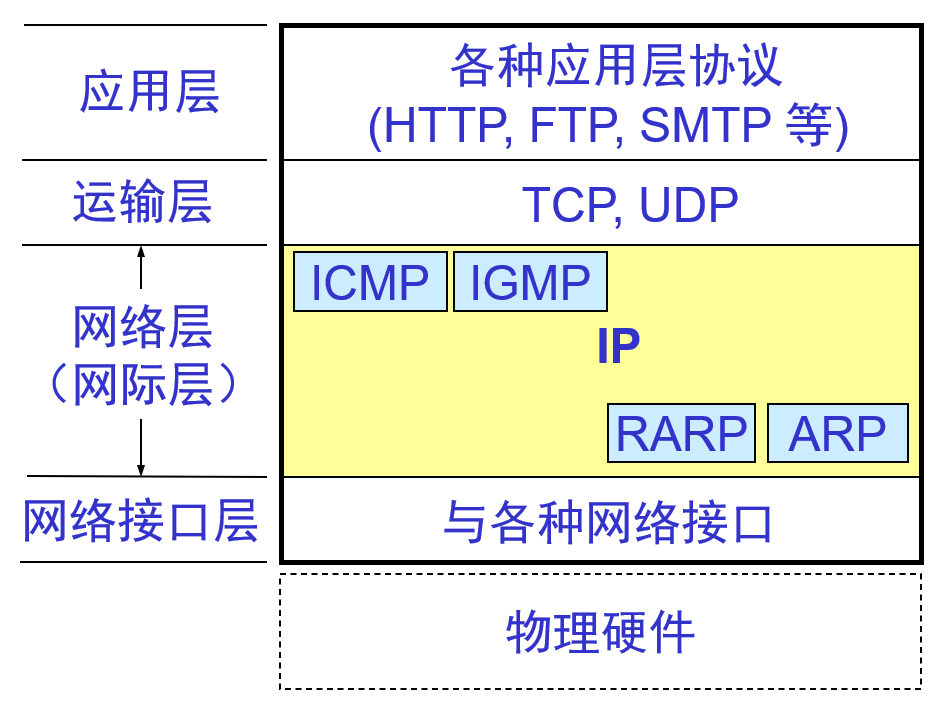 应用层
各种应用层协议
(HTTP, FTP, SMTP 等)
运输层
TCP, UDP
ICMP
IGMP
网络层
（网际层）
IP
RARP
ARP
网络接口层
与各种网络接口
物理硬件